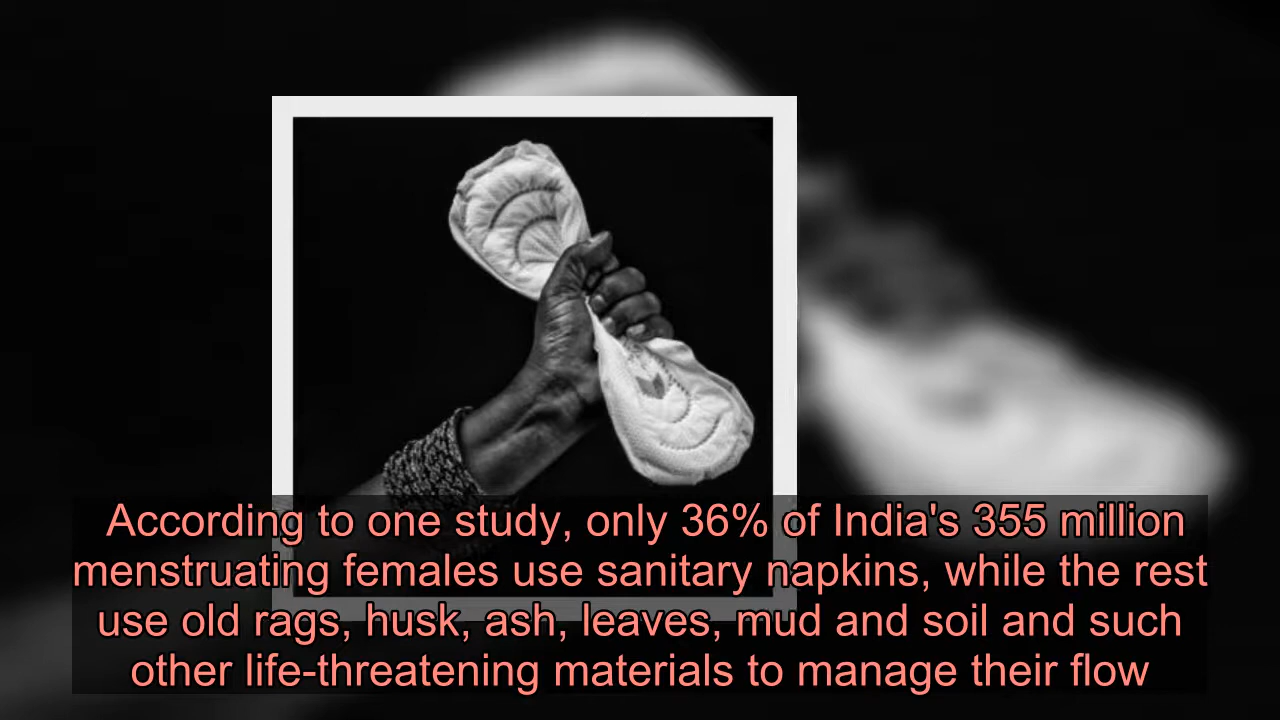 According to one study, only 36% of India's 355 million
menstruating females use sanitary napkins, while the rest
use old rags, husk, ash, leaves, mud and soil and such
other life-threatening materials to manage their flow